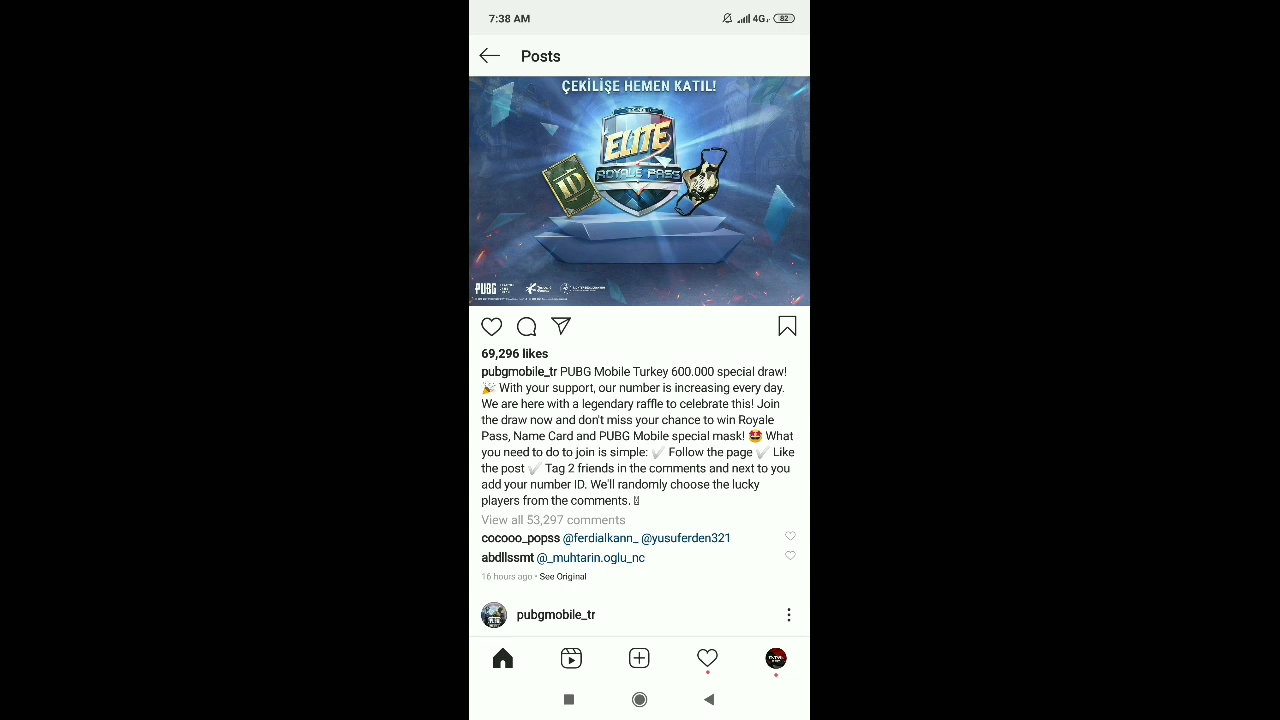 7:38 AM
4G
82
Posts
ÇEKİLİŞE HEMEN KATIL!
ELITE
ROYALE PASS
ID
PUBG
69,296 likes
pubgmobile_tr PUBG Mobile Turkey 600.000 special draw!
🎉 With your support, our number is increasing every day.
We are here with a legendary raffle to celebrate this! Join
the draw now and don't miss your chance to win Royale
Pass, Name Card and PUBG Mobile special mask! 🤩 What
you need to do to join is simple: ✔ Follow the page ✔ Like
the post ✔ Tag 2 friends in the comments and next to you
add your number ID. We'll randomly choose the lucky
players from the comments.
View all 53,297 comments
cocooo_popss @ferdialkann_ @yusuferden321
abdllssmt @_muhtarin.oglu_nc
16 hours ago • See Original
pubgmobile_tr